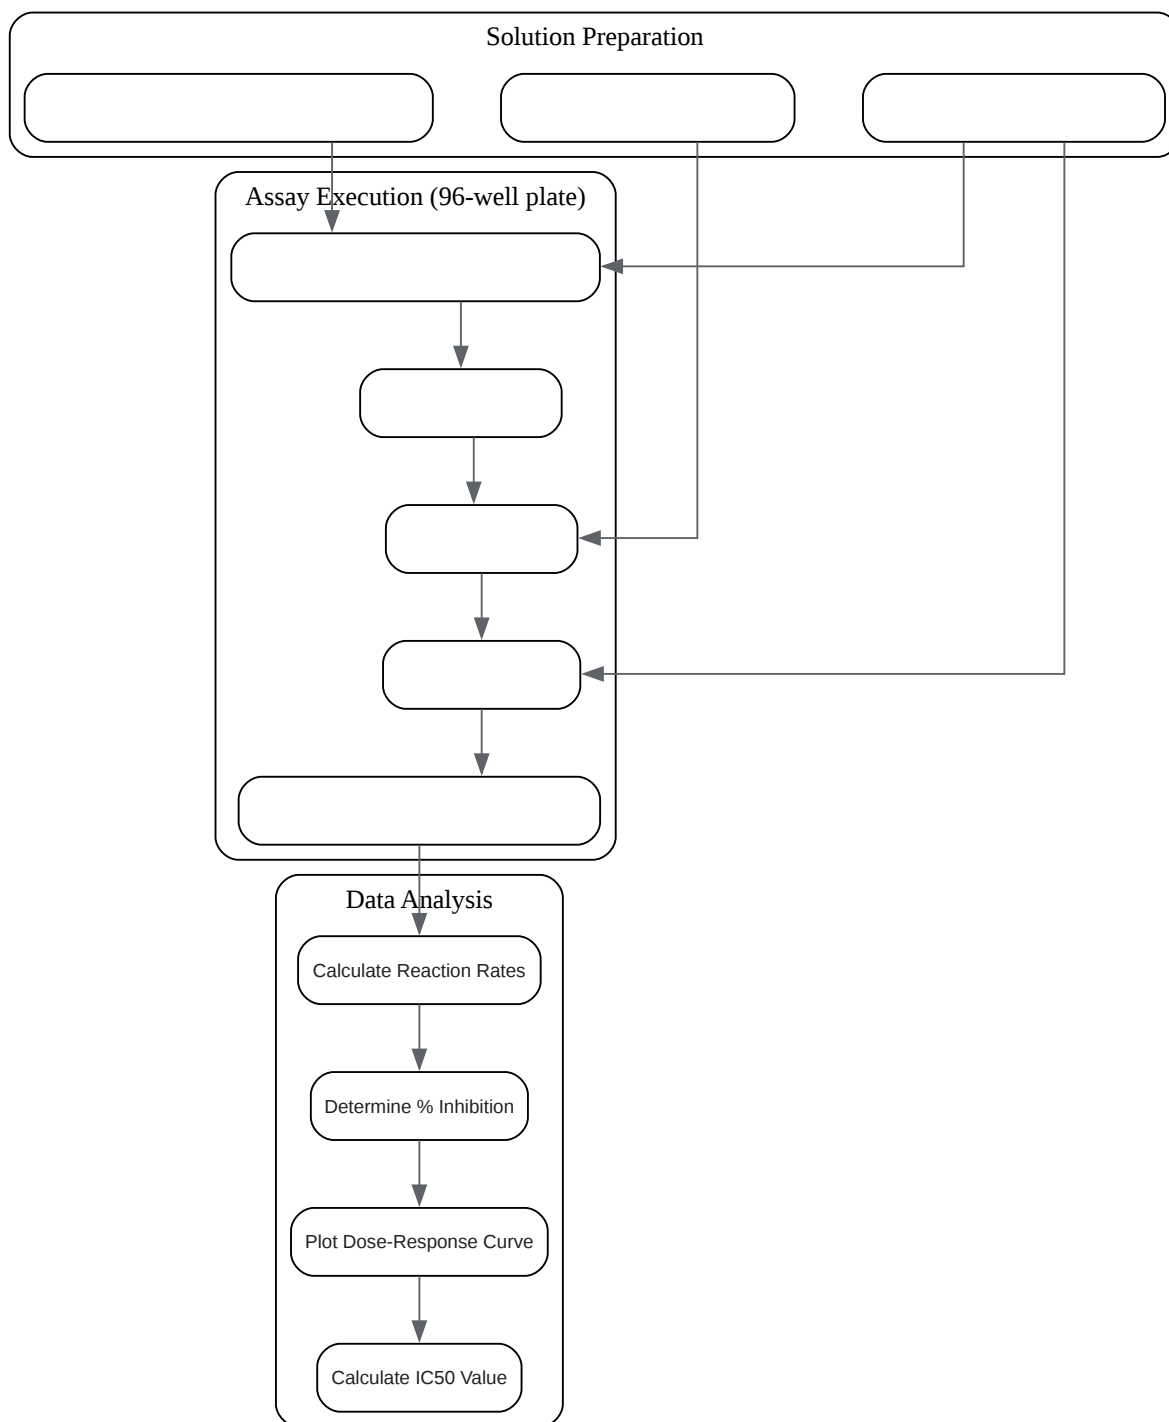 Solution Preparation
Assay Execution (96-well plate)
Data Analysis
Calculate Reaction Rates
Determine % Inhibition
Plot Dose-Response Curve
Calculate IC50 Value